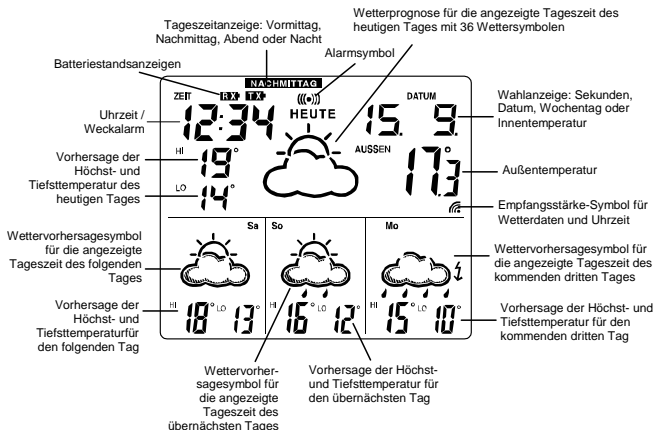 Wetterprognose für die angezeigte Tageszeit des
heutigen Tages mit 36 Wettersymbolen
Tageszeitanzeige: Vormittag,
Nachmittag, Abend oder Nacht
Alarmsymbol
Batteriestandsanzeigen
NACHMITTAG
ZEIT RX TX
DATUM
12:34
HEUTE
15. 9.
Uhrzeit /
Weckalarm
Wahlanzeige: Sekunden,
Datum, Wochentag oder
Innentemperatur
AUSSEN
HI 19°
LO 14°
17.3°
Vorhersage der
Höchst- und
Tiefsttemperatur des
heutigen Tages
Außentemperatur
Empfangsstärke-Symbol für
Wetterdaten und Uhrzeit
Sa
So
Mo
Wettervorhersagesymbol
für die angezeigte
Tageszeit des folgenden
Tages
Wettervorhersagesymbol für
die angezeigte Tageszeit des
kommenden dritten Tages
HI 18° LO 13°
HI 16° LO 12°
HI 15° LO 10°
Vorhersage der
Höchst- und
Tiefsttemperaturfür
den folgenden Tag
Vorhersage der Höchst- und
Tiefsttemperatur für den
kommenden dritten Tag
Wettervorher-
sagesymbol für
die angezeigte
Tageszeit des
übernächsten Tages
Vorhersage der Höchst-
und Tiefsttemperatur für
den übernächsten Tag